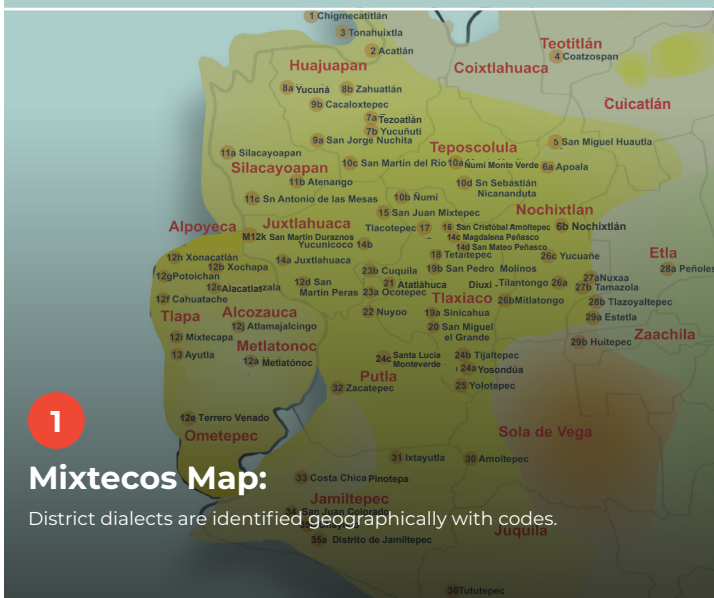 1 Chigmecatitlán
3 Tonahuixtla
2 Acatlán
Teotitlán
4 Coatzospan
Huajuapan
Coixtlahuaca
8a Yucuná
8b Zahuatlán
9b Cacaloxtepec
Cuicatlán
7a Tezoatlán
7b Yucuñuti
9a San Jorge Nuchita
Teposcolula
5 San Miguel Huautla
11a Silacayoapan
Silacayoapan
10c San Martín del Río
10a Ñumí Monte Verde
6a Apoala
11b Atenango
10d Sn Sebastián
Nicananduta
11c Sn Antonio de las Mesas
10b Ñumi
15 San Juan Mixtepec
Nochixtlan
Alpoyeca
Juxtlahuaca
Tlacotepec 17
16 San Cristóbal Amoltepec
6b Nochixtlán
M12k San Martín Duraznos
14c Magdalena Peñasco
Yucunicoco 14b
14d San Mateo Peñasco
12h Xonacatlán
14a Juxtlahuaca
18 Tetaltepec
26c Yucuañe
Etla
28a Peñoles
12b Xochapa
12g Potoichan
23b Cuquila
19b San Pedro Molinos
12c Alacatlatzala
12d San
Martín Peras
21 Atatláhuca
Diuxi - Tilantongo 26a
27a Nuxaa
27b Tamazola
12f Cahuatache
23a Ocotepec
Tlaxiaco
26b Mitlatongo
28b Tlazoyaltepec
Tlapa
Alcozauca
22 Nuyoo
19a Sinicahua
29a Estetla
12j Atlamajalcingo
20 San Miguel
el Grande
Zaachila
12i Mixtecapa
Metlatonoc
29b Huitepec
13 Ayutla
12a Metlatónoc
24c Santa Lucia
Monteverde
24b Tijaltepec
24a Yosondúa
Putla
25 Yolotepec
32 Zacatepec
12e Terrero Venado
Ometepec
Sola de Vega
1
31 Ixtayutla
30 Amoltepec
Mixtecos Map:
33 Costa Chica Pinotepa
Jamiltepec
34 San Juan Colorado
District dialects are identified geographically with codes.
35a Distrito de Jamiltepec
Juquila
36 Tututepec